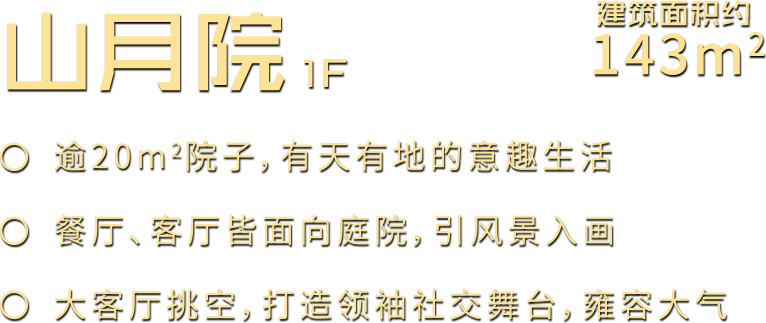 山月院 1F
建筑面积约
143m²
逾20m²院子，有天有地的意趣生活
餐厅、客厅皆面向庭院，引风景入画
大客厅挑空，打造领袖社交舞台，雍容大气